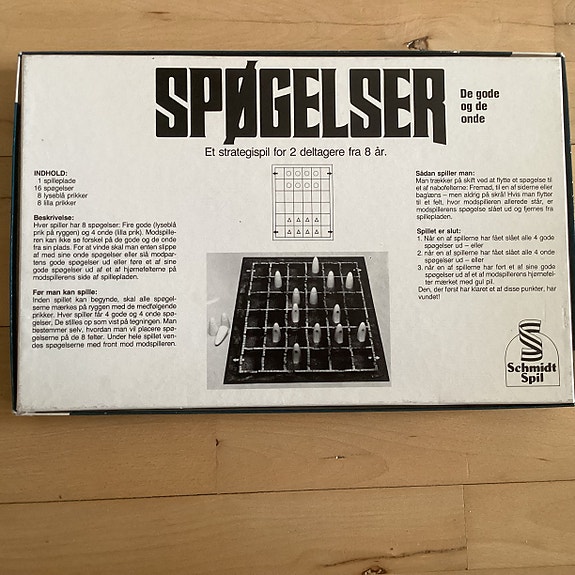 SPØGELSER
De gode
og de
onde
Et strategispil for 2 deltagere fra 8 år.
INDHOLD:
1 spilleplade
16 spøgelser
8 lyseblå prikker
8 lilla prikker
Beskrivelse:
Hver spiller har 8 spøgelser: Fire gode (lyseblå
prik på ryggen) og 4 onde (lilla prik). Modspille-
ren kan ikke se forskel på de gode og de onde
fra sin plads. For at vinde skal man enten slippe
af med sine onde spøgelser eller slå modpar-
tens gode spøgelser ud eller føre et af sine
gode spøgelser ud af et af hjørnefelterne på
modspillerens side af spillepladen.
Før man kan spille:
Inden spillet kan begynde, skal alle spøgel-
serne mærkes på ryggen med de medfølgende
prikker. Hver spiller får 4 gode og 4 onde spø-
gelser. De stilles op som vist på tegningen. Man
bestemmer selv, hvordan man vil placere spø-
gelserne på de 8 felter. Under hele spillet ven-
des spøgelserne med front mod modspilleren.
Sådan spiller man:
Man trækker på skift ved at flytte et spøgelse til
et af nabofelterne: Fremad, til en af siderne eller
bagløens – men aldrig på skrå! Hvis man flytter
til et felt, hvor modspilleren allerede står, er
modspillerens spøgelse slået ud og fjernes fra
spillepladen.
Spillet er slut:
1. Når en af spillerne har fået slået alle 4 gode
spøgelser ud – eller
2. når en af spillerne har fået slået alle 4 onde
spøgelser ud – eller
3. når en af spillerne har ført et af sine gode
spøgelser ud af et af modspillerens hjørnefel-
ter mærket med gul pil.
Den, der først har klaret et af disse punkter, har
vundet!
Schmidt
Spil